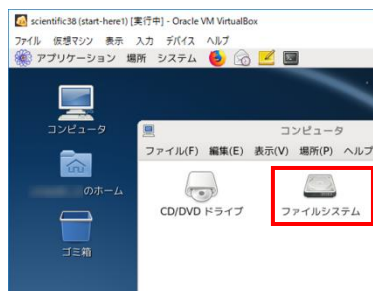 scientific38 (start-here1) [実行中] - Oracle VM VirtualBox
ファイル 仮想マシン 表示 入力 デバイス ヘルプ
アプリケーション 場所 システム
コンピュータ
コンピュータ
ファイル(F) 編集(E) 表示(V) 場所(P) ヘルプ
のホーム
CD/DVD ドライブ
ファイルシステム
ゴミ箱